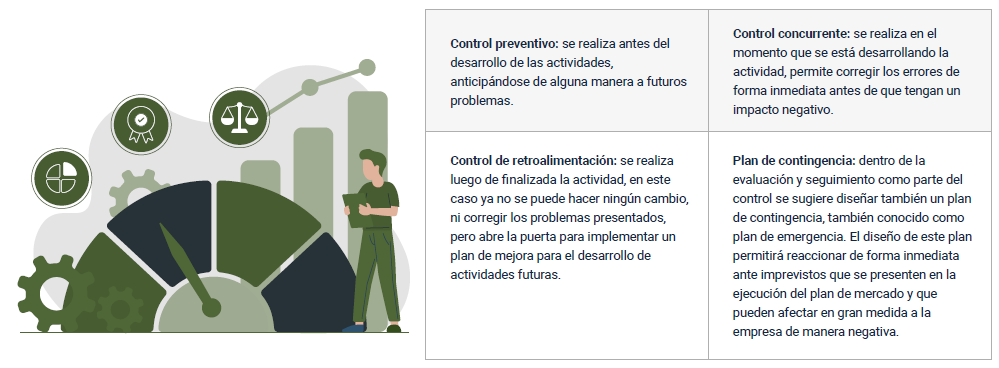 Control preventivo: se realiza antes del
desarrollo de las actividades,
anticipándose de alguna manera a futuros
problemas.
Control concurrente: se realiza en el
momento que se está desarrollando la
actividad, permite corregir los errores de
forma inmediata antes de que tengan un
impacto negativo.
Control de retroalimentación: se realiza
luego de finalizada la actividad, en este
caso ya no se puede hacer ningún cambio,
ni corregir los problemas presentados,
pero abre la puerta para implementar un
plan de mejora para el desarrollo de
actividades futuras.
Plan de contingencia: dentro de la
evaluación y seguimiento como parte del
control se sugiere diseñar también un plan
de contingencia, también conocido como
plan de emergencia. El diseño de este plan
permitirá reaccionar de forma inmediata
ante imprevistos que se presenten en la
ejecución del plan de mercado y que
pueden afectar en gran medida a la
empresa de manera negativa.